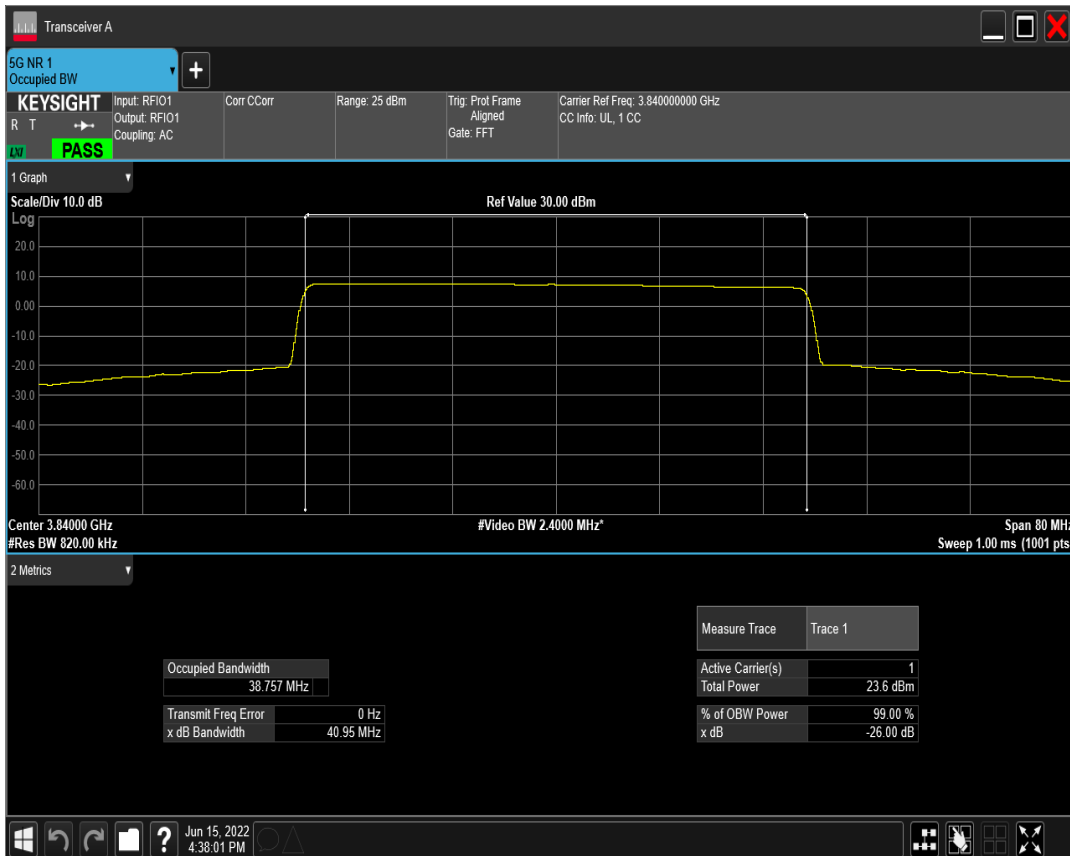 Transceiver A
5G NR 1
Occupied BW
+
KEYSIGHT
R T
LXI
PASS
Input: RFIO1
Output: RFIO1
Coupling: AC
Corr CCorr
Range: 25 dBm
Trig: Prot Frame
Aligned
Gate: FFT
Carrier Ref Freq: 3.840000000 GHz
CC Info: UL, 1 CC
1 Graph
Scale/Div 10.0 dB
Ref Value 30.00 dBm
Log
20.0
10.0
0.00
-10.0
-20.0
-30.0
-40.0
-50.0
-60.0
Center 3.84000 GHz
#Video BW 2.4000 MHz*
Span 80 MHz
#Res BW 820.00 kHz
Sweep 1.00 ms (1001 pts
2 Metrics
Measure Trace Trace 1
Occupied Bandwidth
38.757 MHz
Active Carrier(s) 1
Total Power 23.6 dBm
Transmit Freq Error 0 Hz
x dB Bandwidth 40.95 MHz
% of OBW Power 99.00 %
x dB -26.00 dB
?
Jun 15, 2022
4:38:01 PM